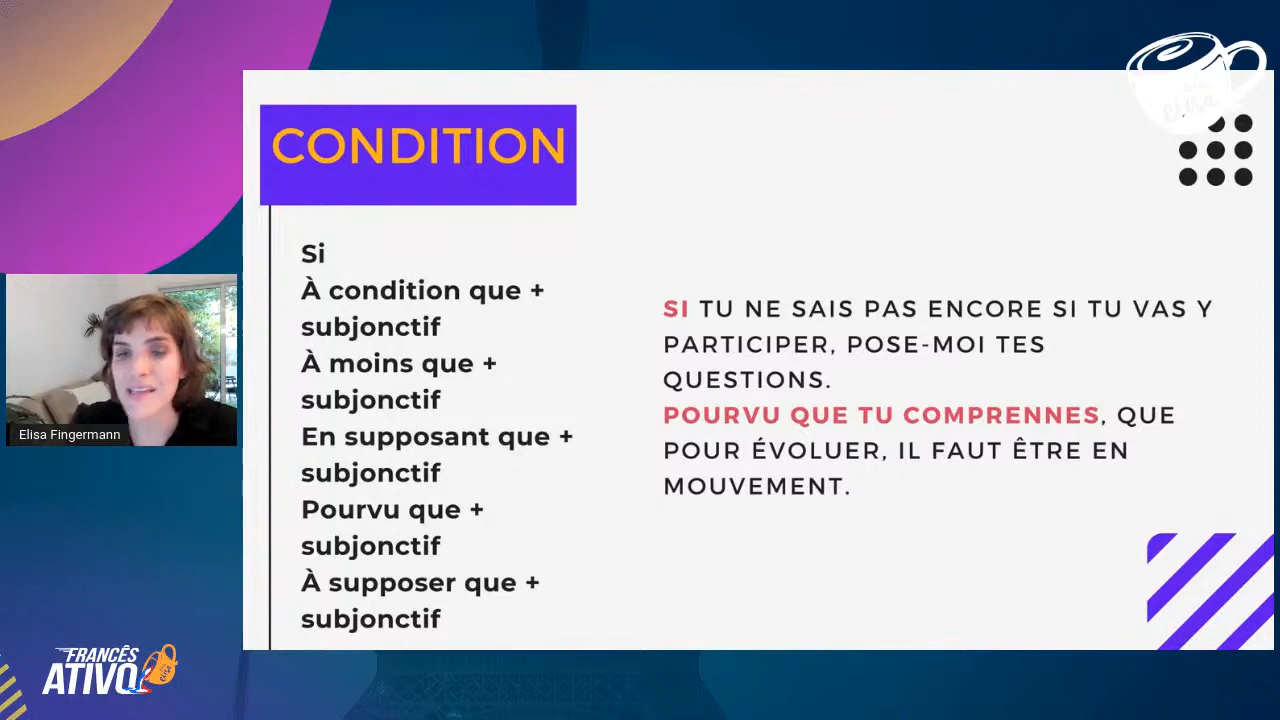 CONDITION
Si
À condition que +
subjonctif
À moins que +
subjonctif
En supposant que +
subjonctif
Pourvu que +
subjonctif
À supposer que +
subjonctif
SI TU NE SAIS PAS ENCORE SI TU VAS Y
PARTICIPER, POSE-MOI TES
QUESTIONS.
POURVU QUE TU COMPRENNES, QUE
POUR ÉVOLUER, IL FAUT ÊTRE EN
MOUVEMENT.
Elisa Fingermann
FRANCÊS
ATIVO
elisa